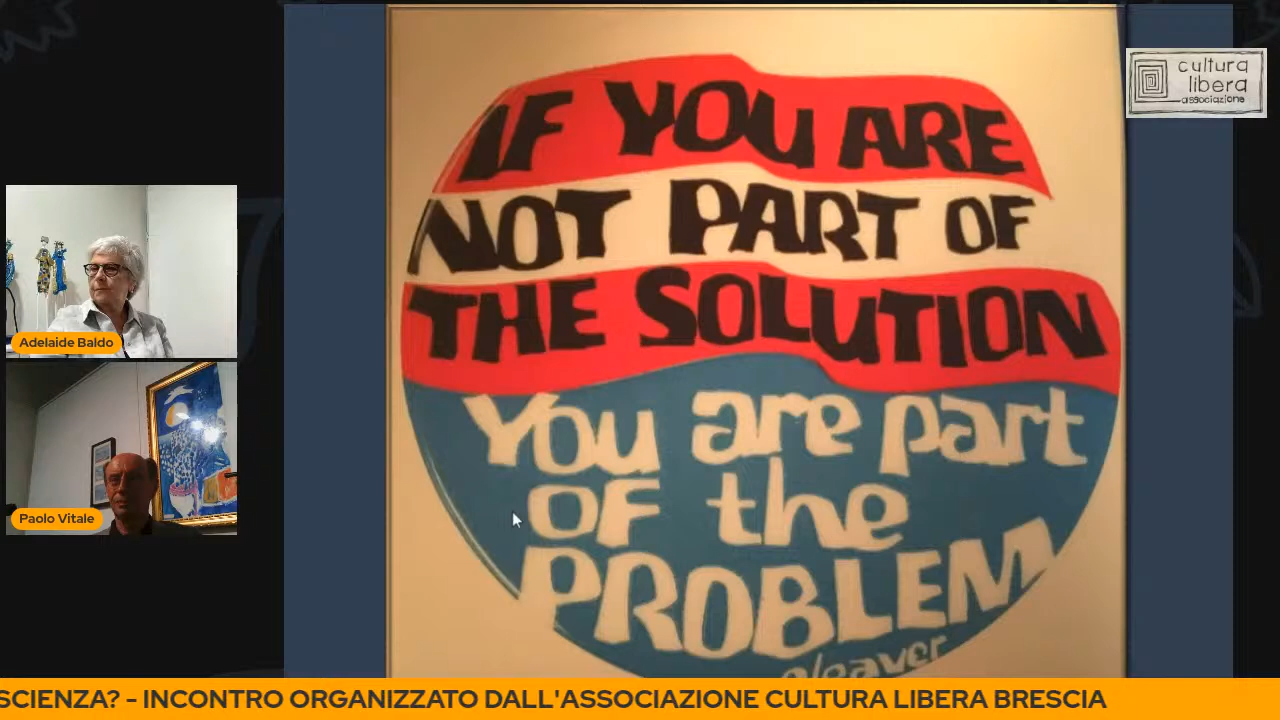 IF YOU ARE
NOT PART OF
THE SOLUTION
You are part
of the
PROBLEM
cleaver
cultura
libera
associazione
Adelaide Baldo
Paolo Vitale
SCIENZA? - INCONTRO ORGANIZZATO DALL'ASSOCIAZIONE CULTURA LIBERA BRESCIA